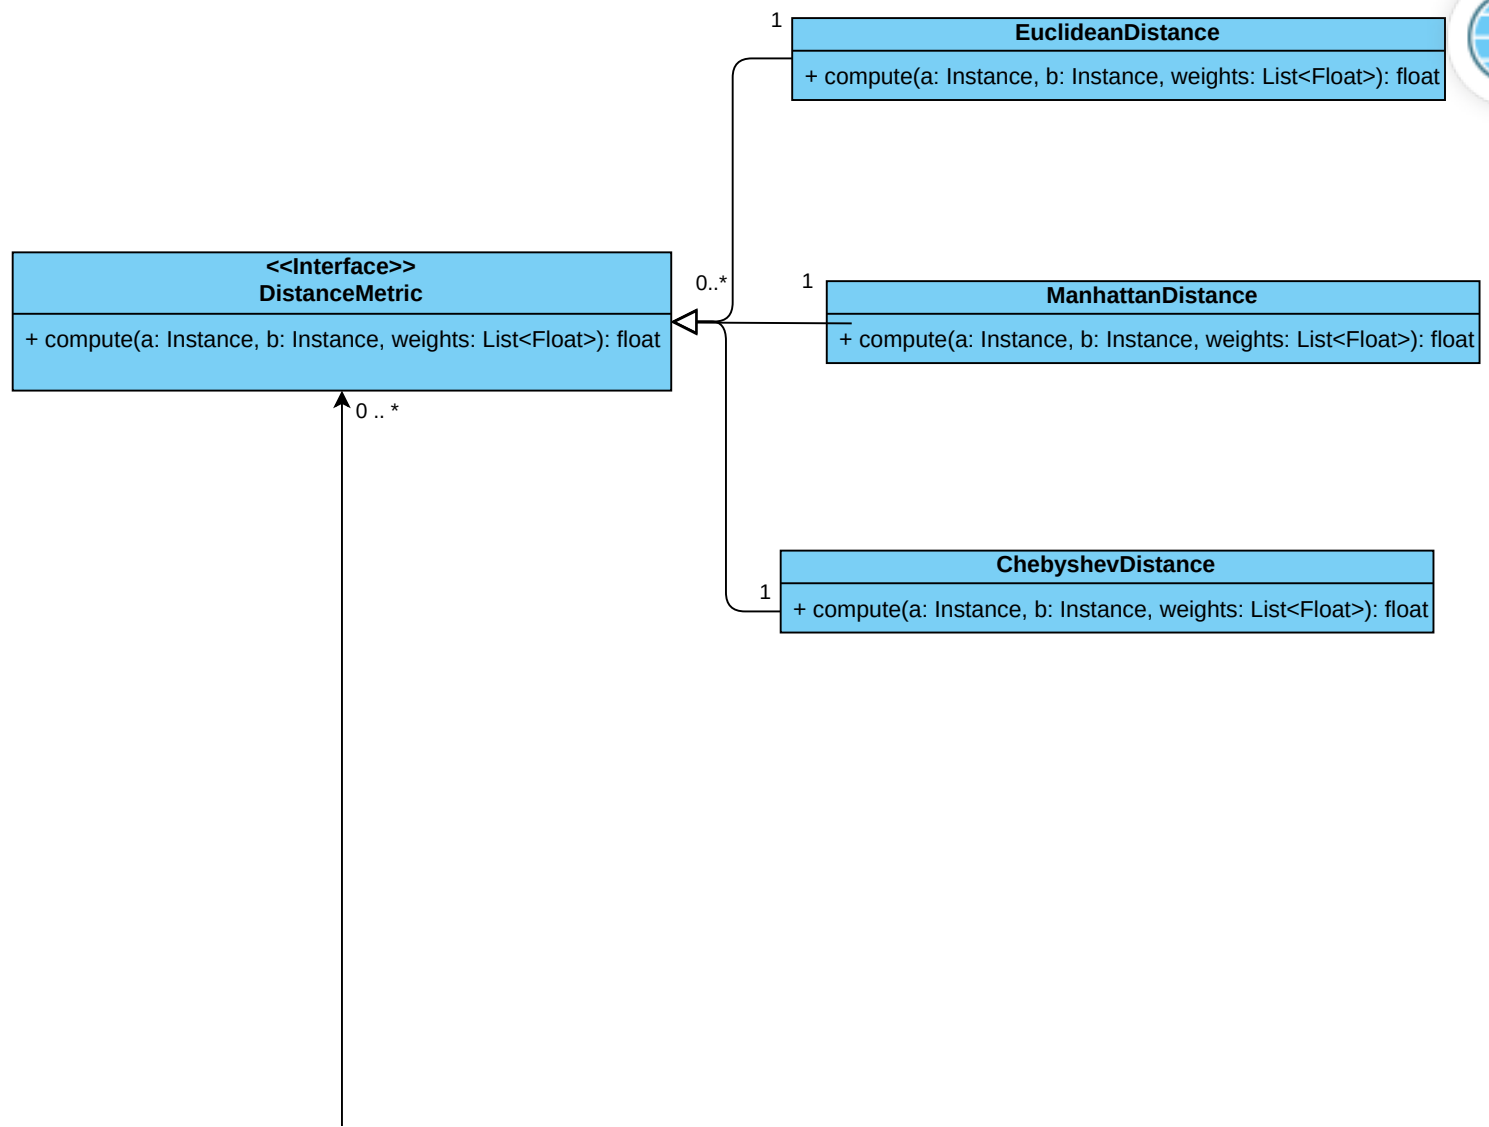 1
EuclideanDistance
+ compute(a: Instance, b: Instance, weights: List<Float>): float
<<Interface>>
DistanceMetric
+ compute(a: Instance, b: Instance, weights: List<Float>): float
0..*
1
ManhattanDistance
+ compute(a: Instance, b: Instance, weights: List<Float>): float
0 .. *
ChebyshevDistance
1
+ compute(a: Instance, b: Instance, weights: List<Float>): float